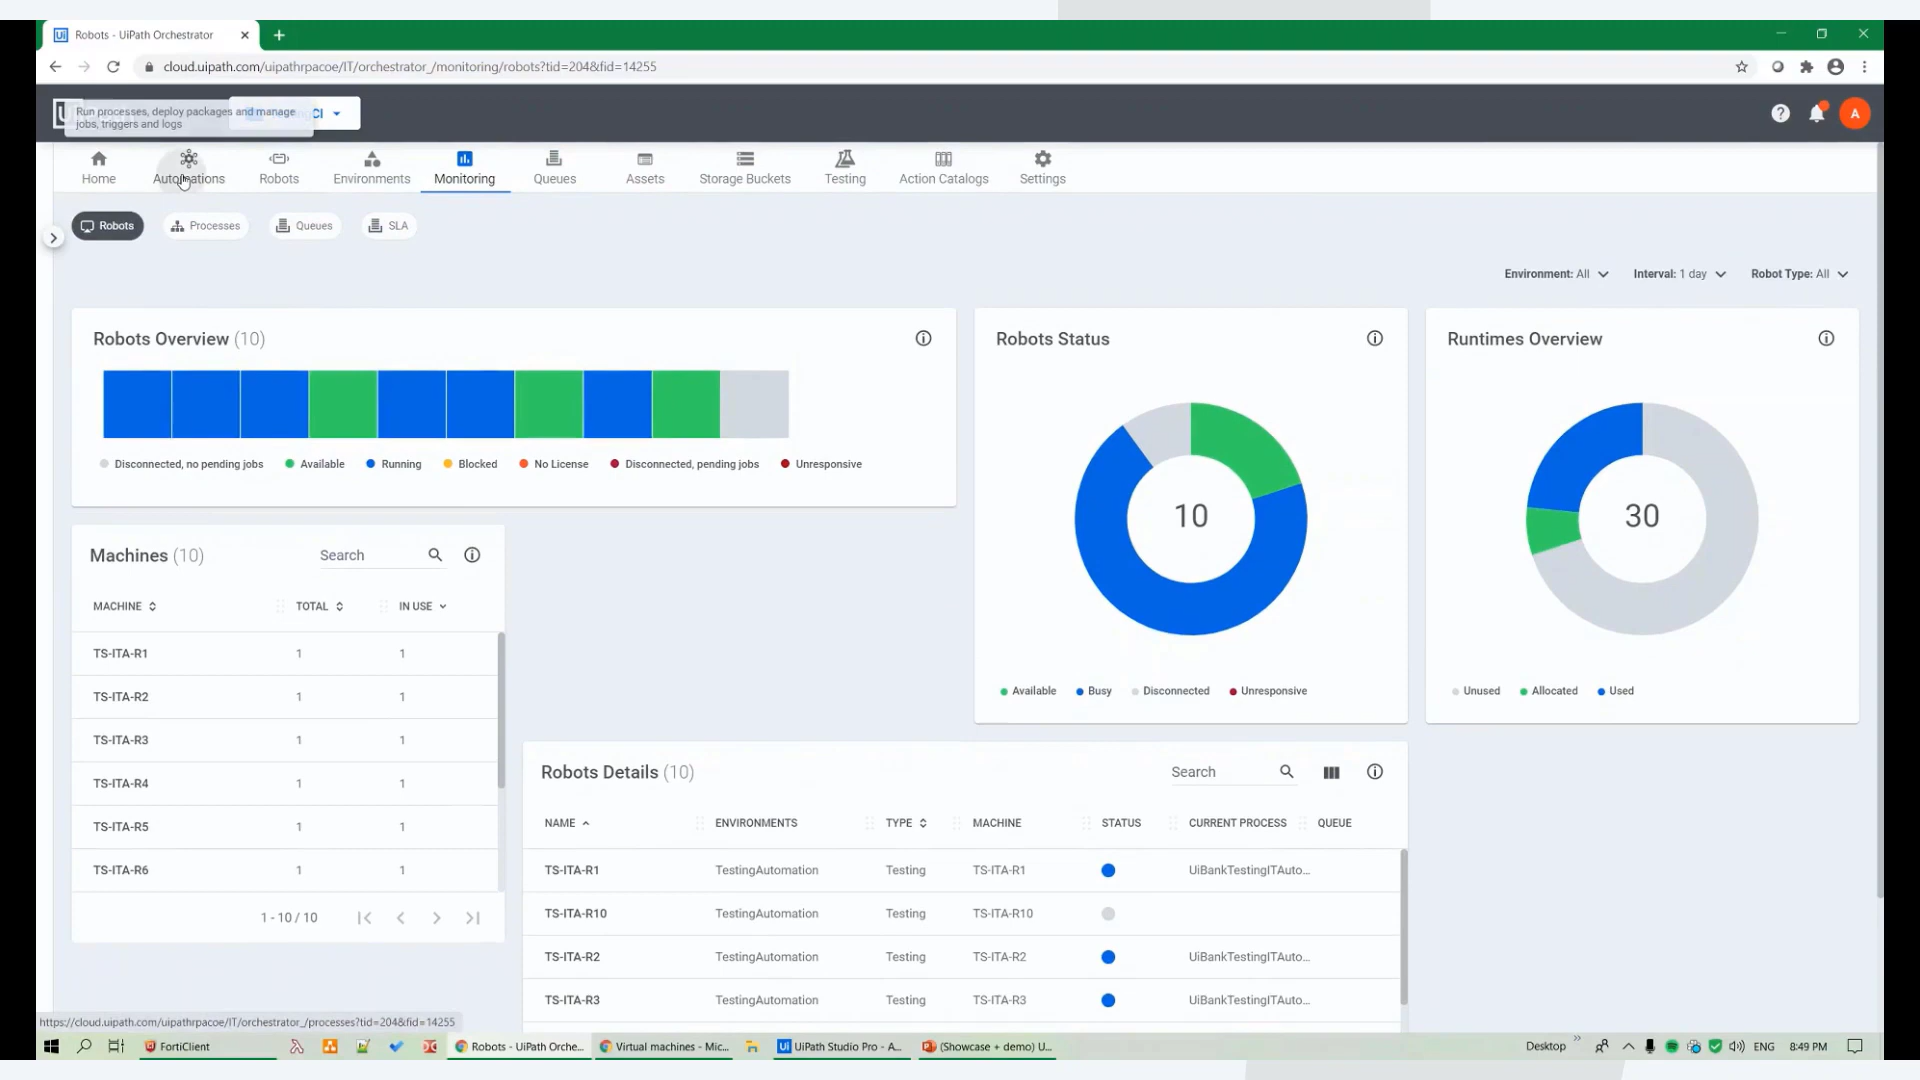 Robots - UiPath Orchestrator
cloud.uipath.com/uipathrpacoe/IT/orchestrator_/monitoring/robots?tid=204&fid=14255
Run processes, deploy packages and manage
jobs, triggers and logs
CI
A
Home
Automations
Robots
Environments
Monitoring
Queues
Assets
Storage Buckets
Testing
Action Catalogs
Settings
Robots
Processes
Queues
SLA
Environment: All
Interval: 1 day
Robot Type: All
Robots Overview (10)
Disconnected, no pending jobs
Available
Running
Blocked
No License
Disconnected, pending jobs
Unresponsive
Robots Status
10
Available
Busy
Disconnected
Unresponsive
Runtimes Overview
30
Unused
Allocated
Used
Machines (10)
Search
MACHINE TOTAL IN USE
TS-ITA-R1 1 1
TS-ITA-R2 1 1
TS-ITA-R3 1 1
TS-ITA-R4 1 1
TS-ITA-R5 1 1
TS-ITA-R6 1 1
1 - 10 / 10
Robots Details (10)
Search
NAME ENVIRONMENTS TYPE MACHINE STATUS CURRENT PROCESS QUEUE
TS-ITA-R1 TestingAutomation Testing TS-ITA-R1 UiBankTestingITAuto...
TS-ITA-R10 TestingAutomation Testing TS-ITA-R10
TS-ITA-R2 TestingAutomation Testing TS-ITA-R2 UiBankTestingITAuto...
TS-ITA-R3 TestingAutomation Testing TS-ITA-R3 UiBankTestingITAuto...
https://cloud.uipath.com/uipathrpacoe/IT/orchestrator_/processes?tid=204&fid=14255
FortiClient
Robots - UiPath Orche...
Virtual machines - Mic...
UiPath Studio Pro - A...
(Showcase + demo) U...
Desktop
ENG
8:49 PM